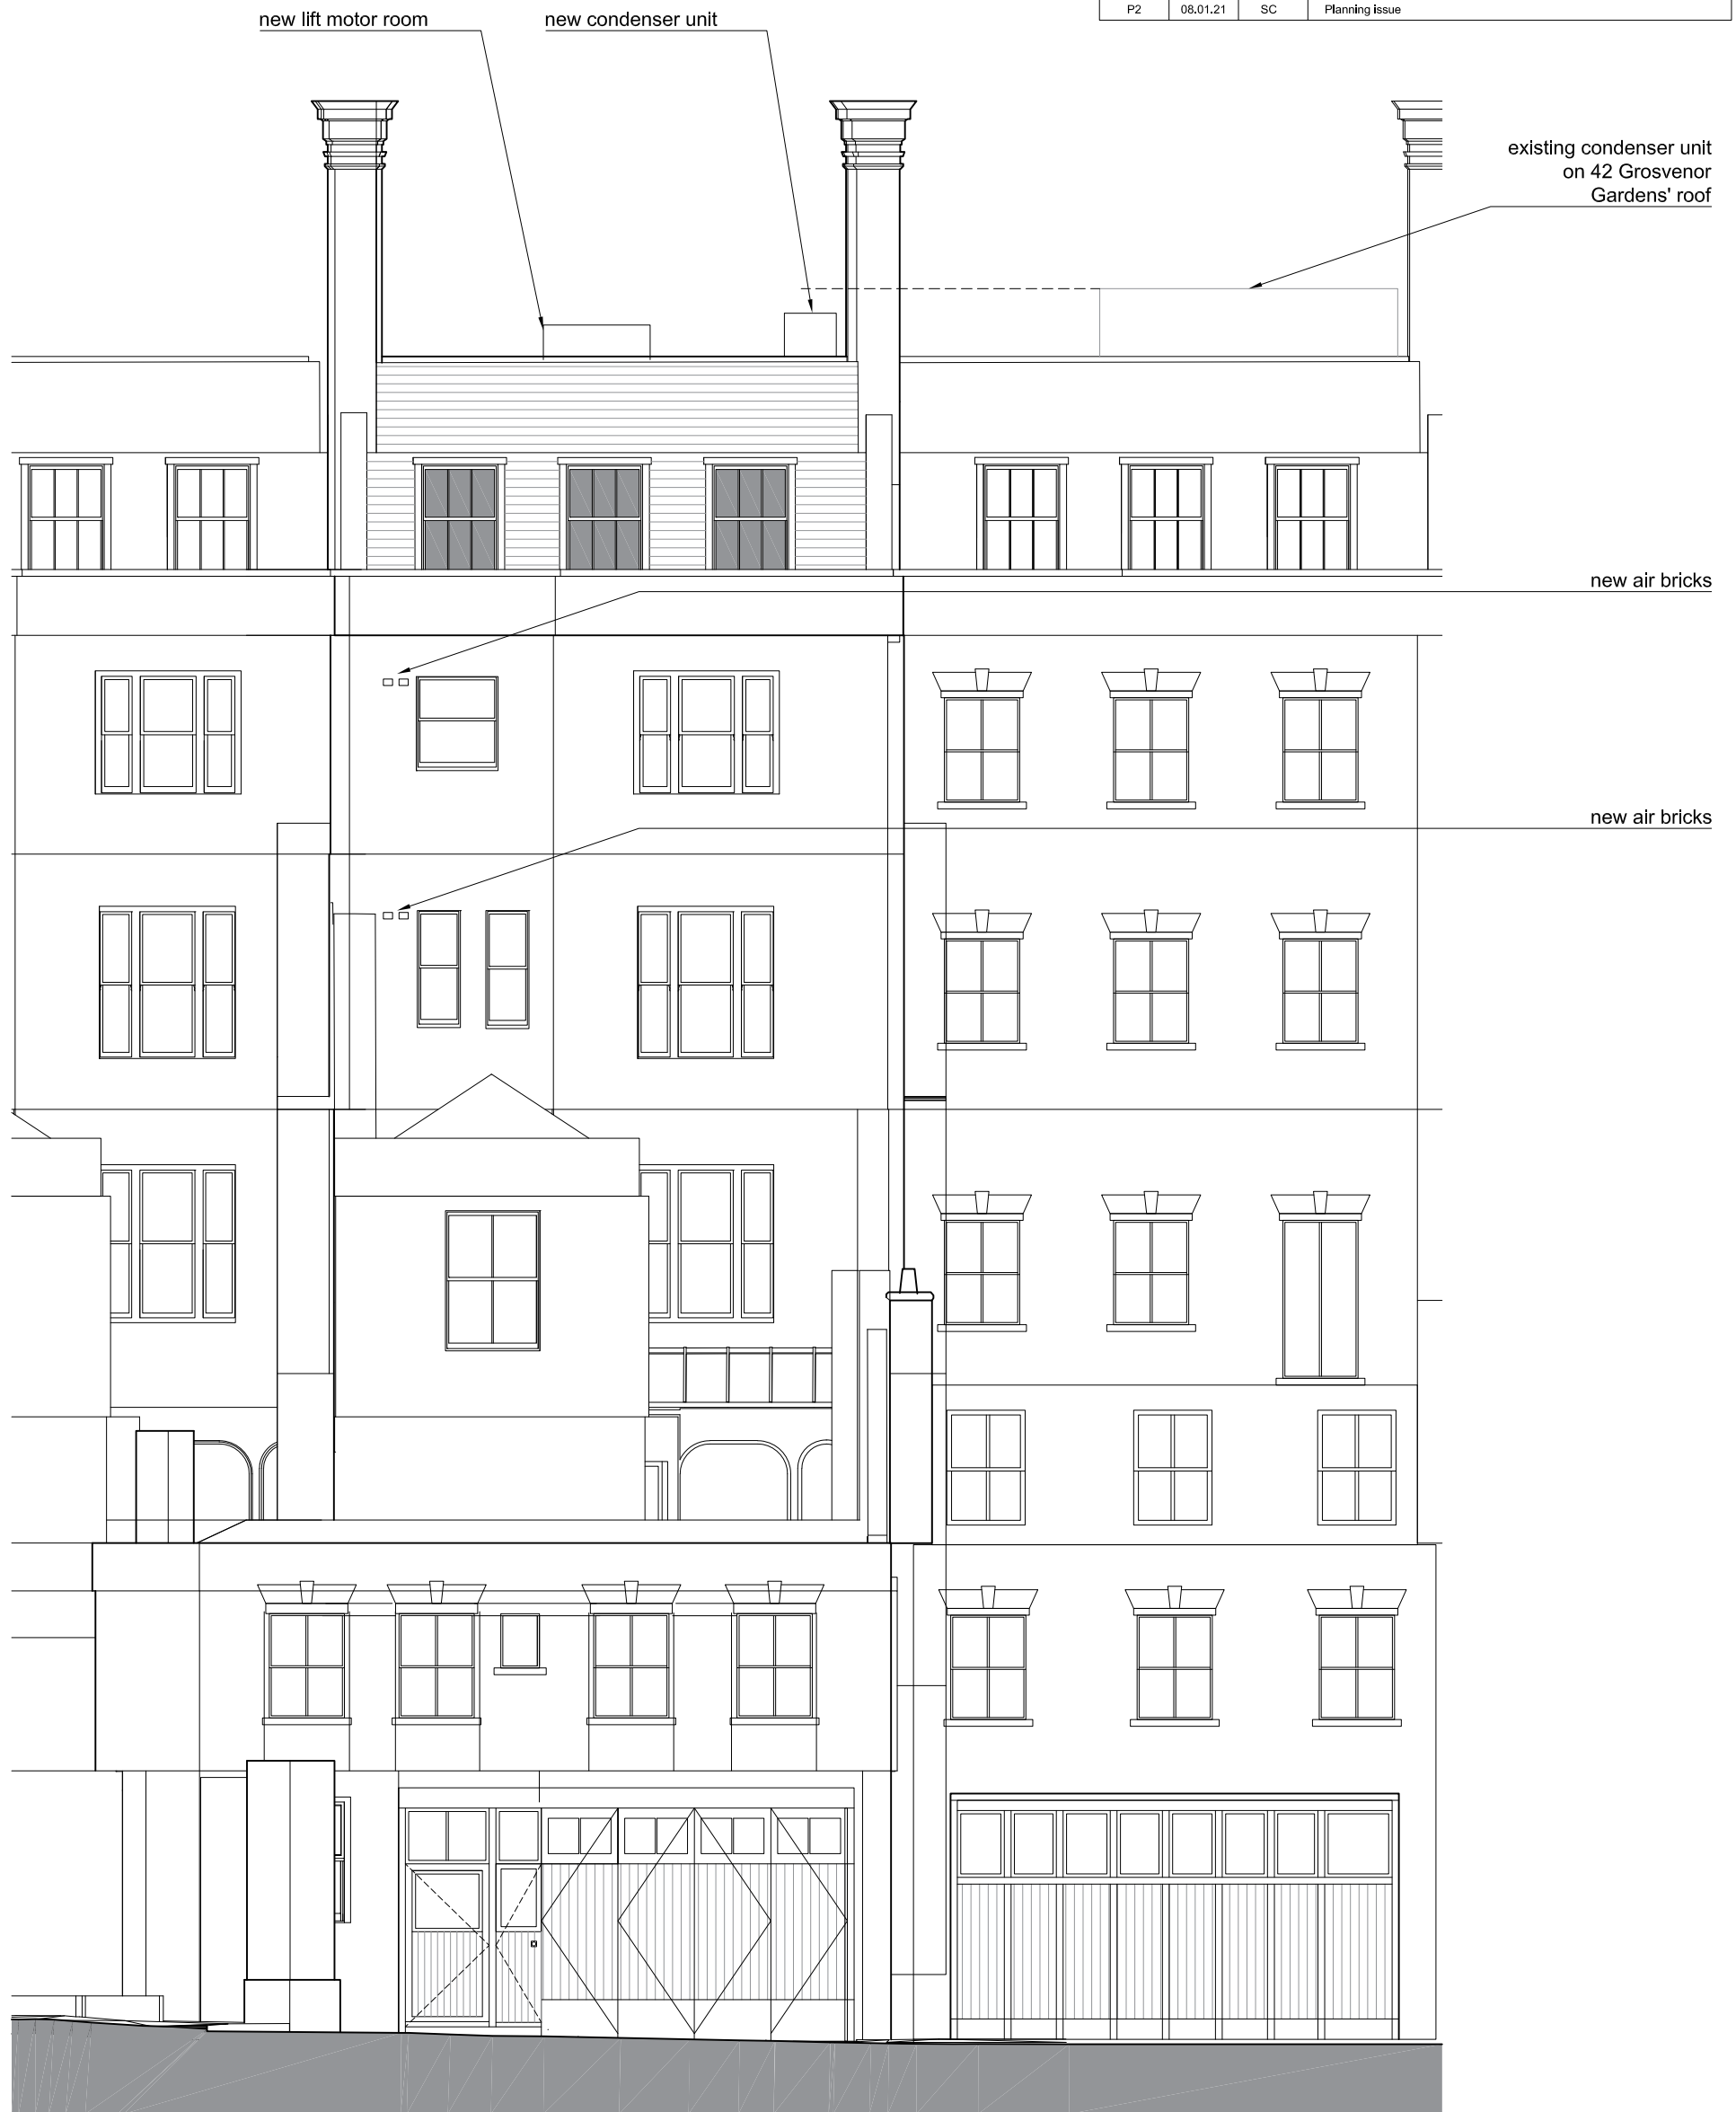 P2 08.01.21 SC Planning issue
new lift motor room
new condenser unit
existing condenser unit
on 42 Grosvenor
Gardens' roof
new air bricks
new air bricks